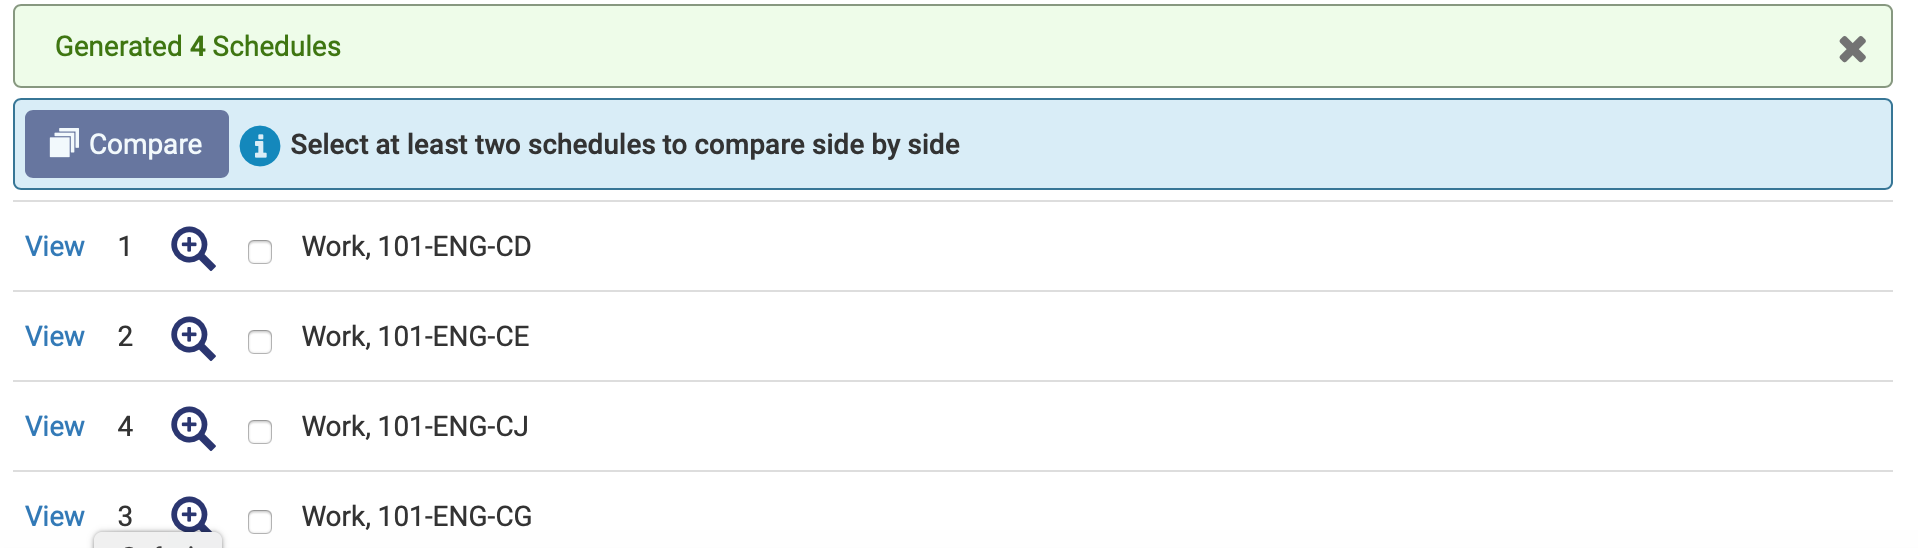 Generated 4 Schedules
Compare Select at least two schedules to compare side by side
View 1 Work, 101-ENG-CD
View 2 Work, 101-ENG-CE
View 4 Work, 101-ENG-CJ
View 3 Work, 101-ENG-CG